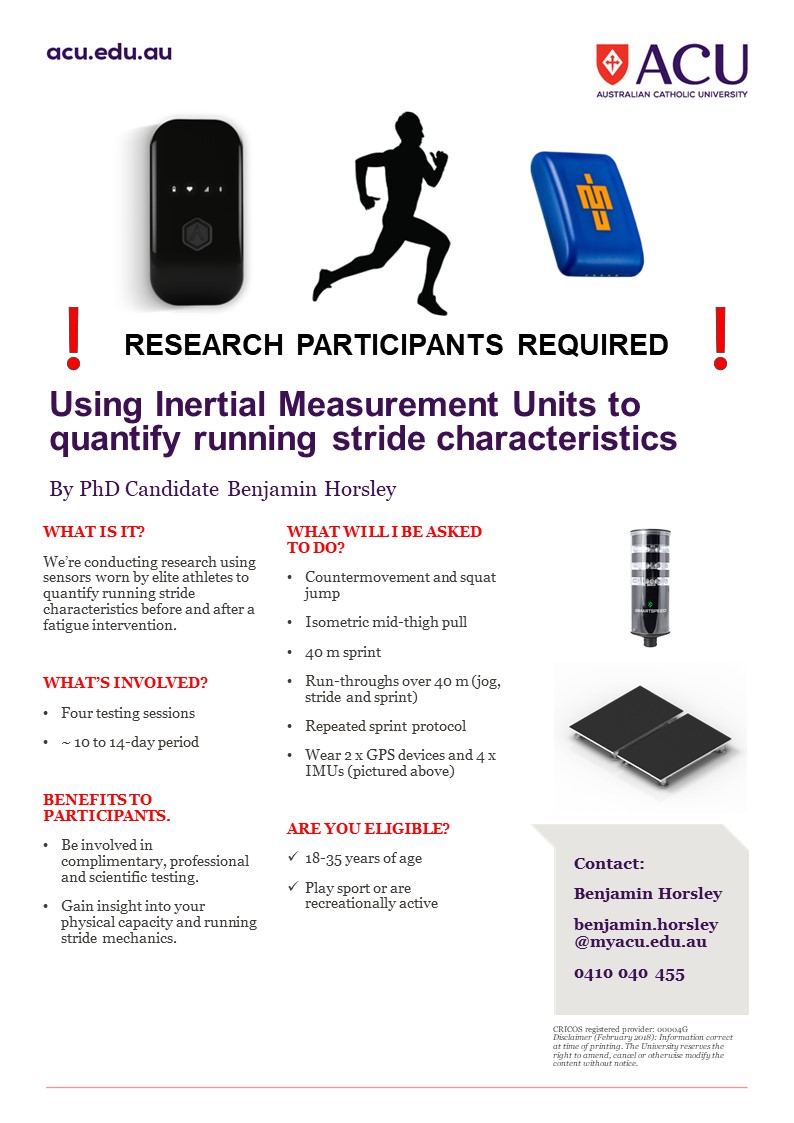 acu.edu.au
ACU
AUSTRALIAN CATHOLIC UNIVERSITY
! RESEARCH PARTICIPANTS REQUIRED !
Using Inertial Measurement Units to
quantify running stride characteristics
By PhD Candidate Benjamin Horsley
WHAT IS IT?
We're conducting research using
sensors worn by elite athletes to
quantify running stride
characteristics before and after a
fatigue intervention.
WHAT'S INVOLVED?
• Four testing sessions
• ~ 10 to 14-day period
BENEFITS TO
PARTICIPANTS.
• Be involved in
complimentary, professional
and scientific testing.
• Gain insight into your
physical capacity and running
stride mechanics.
WHAT WILL I BE ASKED
TO DO?
• Countermovement and squat
jump
• Isometric mid-thigh pull
• 40 m sprint
• Run-throughs over 40 m (jog,
stride and sprint)
• Repeated sprint protocol
• Wear 2 x GPS devices and 4 x
IMUs (pictured above)
ARE YOU ELIGIBLE?
✓ 18-35 years of age
✓ Play sport or are
recreationally active
SMARTSPEED
Contact:
Benjamin Horsley
benjamin.horsley
@myacu.edu.au
0410 040 455
CRICOS registered provider: 00004G
Disclaimer (February 2018): Information correct
at time of printing. The University reserves the
right to amend, cancel or otherwise modify the
content without notice.